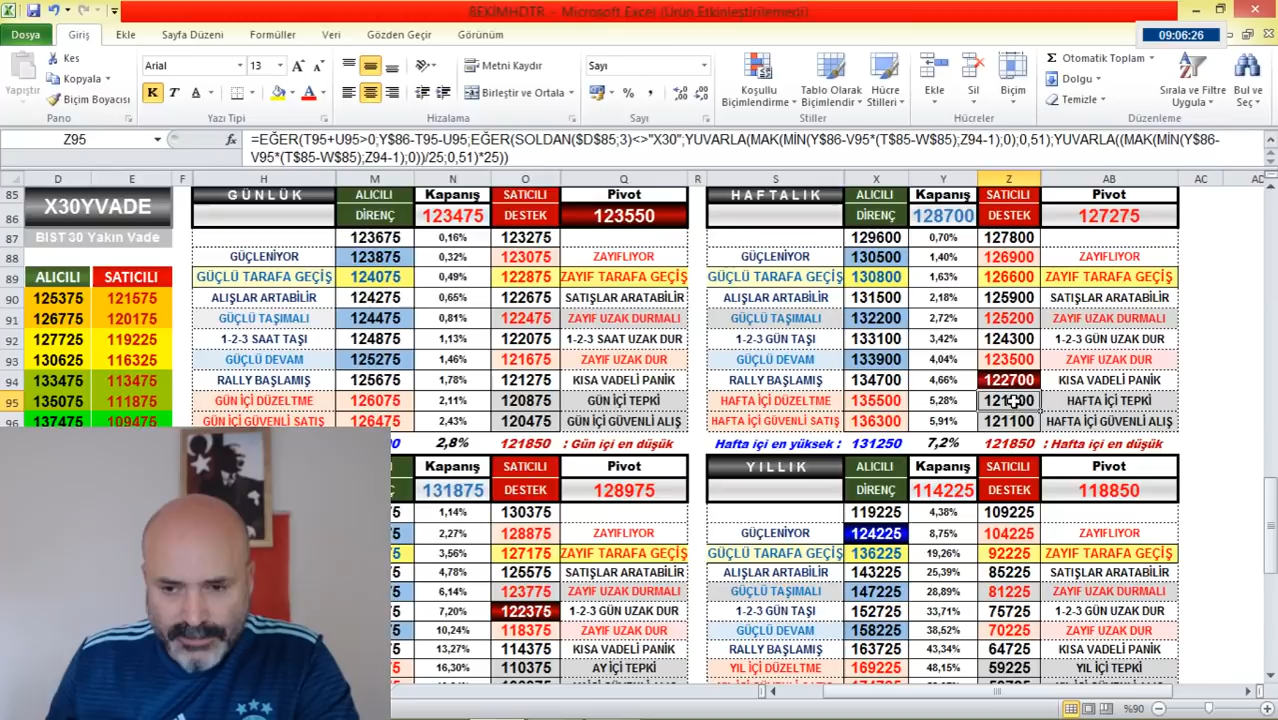 BEKİMHDTR. - Microsoft Excel (Ürün Etkinleştirilemedi)
Dosya Giriş Ekle Sayfa Düzeni Formüller Veri Gözden Geçir Görünüm
09:06:26
Yapıştır Kes Kopyala Biçim Boyacısı Pano
Arial 13 K T A Yazı Tipi
Metni Kaydır Birleştir ve Ortala Hizalama
Sayı % Sayı
Koşullu Biçimlendirme Tablo Olarak Biçimlendir Hücre Stilleri Stiller
Ekle Sil Biçim Hücreler
Σ Otomatik Toplam Dolgu Temizle Sırala ve Filtre Uygula Bul ve Seç Düzenleme
Z95 fx =EĞER(T95+U95>0;Y$86-T95-U95;EĞER(SOLDAN($D$85;3)<>"X30";YUVARLA(MAK(MİN(Y$86-V95*(T$85-W$85);Z94-1);0);0,51);YUVARLA((MAK(MİN(Y$86-
V95*(T$85-W$85);Z94-1);0))/25;0,51)*25))
D E F H M N O Q R S X Y Z AB AC AD
85 GÜNLÜK ALICILI Kapanış SATICILI Pivot HAFTALIK ALICILI Kapanış SATICILI Pivot
86 X30YVADE DİRENÇ 123475 DESTEK 123550 DİRENÇ 128700 DESTEK 127275
87 BIST 30 Yakın Vade 123675 0,16% 123275 129600 0,70% 127800
88 GÜÇLENİYOR 123875 0,32% 123075 ZAYIFLIYOR GÜÇLENİYOR 130500 1,40% 126900 ZAYIFLIYOR
89 ALICILI SATICILI GÜÇLÜ TARAFA GEÇİŞ 124075 0,49% 122875 ZAYIF TARAFA GEÇİŞ GÜÇLÜ TARAFA GEÇİŞ 130800 1,63% 126600 ZAYIF TARAFA GEÇİŞ
90 125375 121575 ALIŞLAR ARTABİLİR 124275 0,65% 122675 SATIŞLAR ARATABİLİR ALIŞLAR ARTABİLİR 131500 2,18% 125900 SATIŞLAR ARATABİLİR
91 126775 120175 GÜÇLÜ TAŞIMALI 124475 0,81% 122475 ZAYIF UZAK DURMALI GÜÇLÜ TAŞIMALI 132200 2,72% 125200 ZAYIF UZAK DURMALI
92 127725 119225 1-2-3 SAAT TAŞI 124875 1,13% 122075 1-2-3 SAAT UZAK DUR 1-2-3 GÜN TAŞI 133100 3,42% 124300 1-2-3 GÜN UZAK DUR
93 130625 116325 GÜÇLÜ DEVAM 125275 1,46% 121675 ZAYIF UZAK DUR GÜÇLÜ DEVAM 133900 4,04% 123500 ZAYIF UZAK DUR
94 133475 113475 RALLY BAŞLAMIŞ 125675 1,78% 121275 KISA VADELİ PANİK RALLY BAŞLAMIŞ 134700 4,66% 122700 KISA VADELİ PANİK
95 135075 111875 GÜN İÇİ DÜZELTME 126075 2,11% 120875 GÜN İÇİ TEPKİ HAFTA İÇİ DÜZELTME 135500 5,28% HAFTA İÇİ TEPKİ
96 137475 109475 GÜN İÇİ GÜVENLİ SATIŞ 126475 2,43% 120475 GÜN İÇİ GÜVENLİ ALIŞ HAFTA İÇİ GÜVENLİ SATIŞ 136300 5,91% 121100 HAFTA İÇİ GÜVENLİ ALIŞ
2,8% 121850 : Gün içi en düşük Hafta içi en yüksek : 131250 7,2% 121850 : Hafta içi en düşük
Kapanış SATICILI Pivot YILLIK ALICILI Kapanış SATICILI Pivot
131875 DESTEK 128975 DİRENÇ 114225 DESTEK 118850
1,14% 130375 119225 4,38% 109225
2,27% 128875 ZAYIFLIYOR GÜÇLENİYOR 124225 8,75% 104225 ZAYIFLIYOR
3,56% 127175 ZAYIF TARAFA GEÇİŞ GÜÇLÜ TARAFA GEÇİŞ 136225 19,26% 92225 ZAYIF TARAFA GEÇİŞ
4,78% 125575 SATIŞLAR ARATABİLİR ALIŞLAR ARTABİLİR 143225 25,39% 85225 SATIŞLAR ARATABİLİR
6,14% 123775 ZAYIF UZAK DURMALI GÜÇLÜ TAŞIMALI 147225 28,89% 81225 ZAYIF UZAK DURMALI
7,20% 122375 1-2-3 GÜN UZAK DUR 1-2-3 GÜN TAŞI 152725 33,71% 75725 1-2-3 GÜN UZAK DUR
10,24% 118375 ZAYIF UZAK DUR GÜÇLÜ DEVAM 158225 38,52% 70225 ZAYIF UZAK DUR
13,27% 114375 KISA VADELİ PANİK RALLY BAŞLAMIŞ 163725 43,34% 64725 KISA VADELİ PANİK
16,30% 110375 AY İÇİ TEPKİ YIL İÇİ DÜZELTME 169225 48,15% 59225 YIL İÇİ TEPKİ
%90